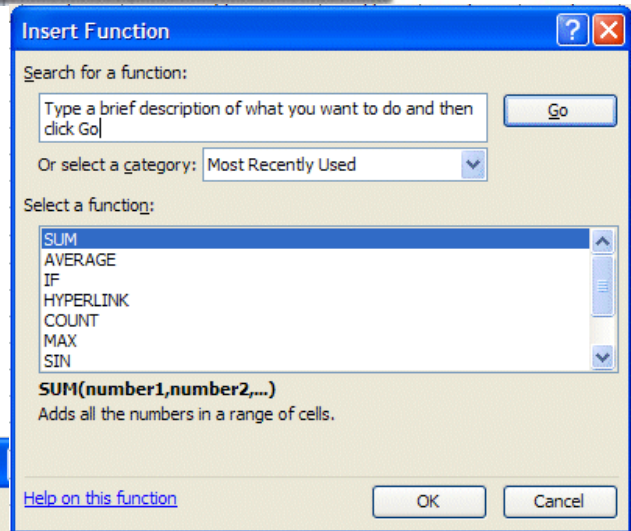 Insert Function
Search for a function:
Type a brief description of what you want to do and then
click Go
Go
Or select a category: Most Recently Used
Select a function:
SUM
AVERAGE
IF
HYPERLINK
COUNT
MAX
SIN
SUM(number1,number2,...)
Adds all the numbers in a range of cells.
Help on this function
OK
Cancel